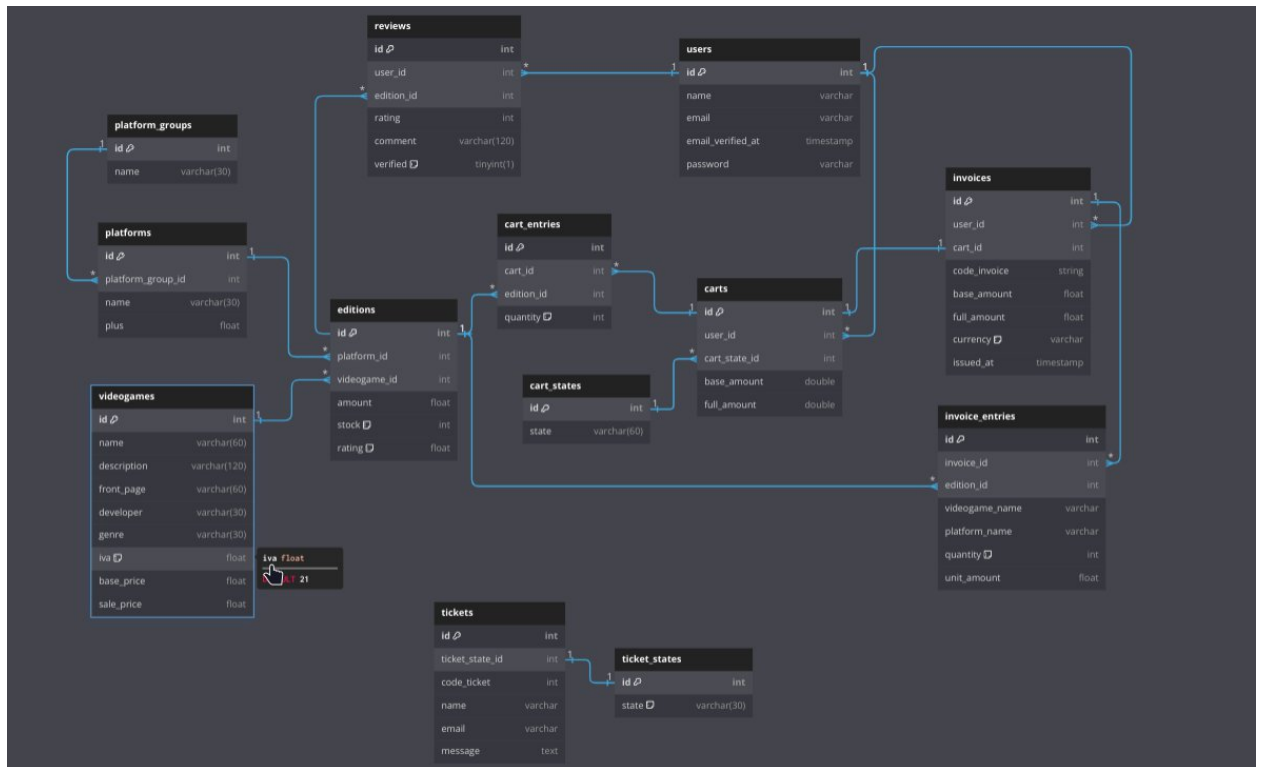 reviews
id int
user_id int
edition_id int
rating int
comment varchar(120)
verified tinyint(1)
users
id int
name varchar
email varchar
email_verified_at timestamp
password varchar
platform_groups
id int
name varchar(30)
platforms
id int
platform_group_id int
name varchar(30)
plus float
videogames
id int
name varchar(60)
description varchar(120)
front_page varchar(60)
developer varchar(30)
genre varchar(30)
iva float
base_price float
sale_price float
iva float
21
editions
id int
platform_id int
videogame_id int
amount float
stock int
rating float
cart_entries
id int
cart_id int
edition_id int
quantity int
cart_states
id int
state varchar(60)
carts
id int
user_id int
cart_state_id int
base_amount double
full_amount double
invoices
id int
user_id int
cart_id int
code_invoice string
base_amount float
full_amount float
currency varchar
issued_at timestamp
invoice_entries
id int
invoice_id int
edition_id int
videogame_name varchar
platform_name varchar
quantity int
unit_amount float
tickets
id int
ticket_state_id int
code_ticket int
name varchar
email varchar
message text
ticket_states
id int
state varchar(30)